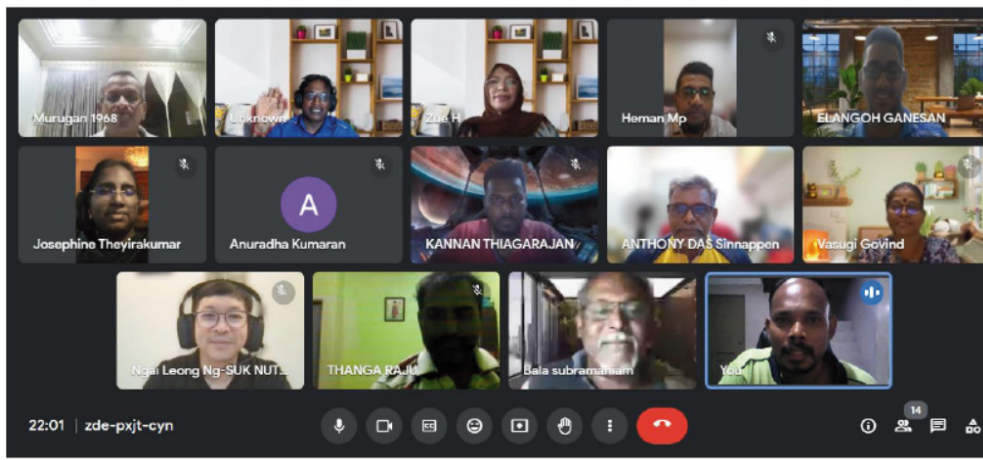 Murugan 1968
Unknown
Zue H
Heman Mp
ELANGOH GANESAN
Josephine Theyirakumar
A
Anuradha Kumaran
KANNAN THIAGARAJAN
ANTHONY DAS Sinnappen
Vasugi Govind
Ngai Leong Ng-SUK NUT...
THANGA RAJU
Bala subramaniam
You
14
22:01 | zde-pxjt-cyn
CC